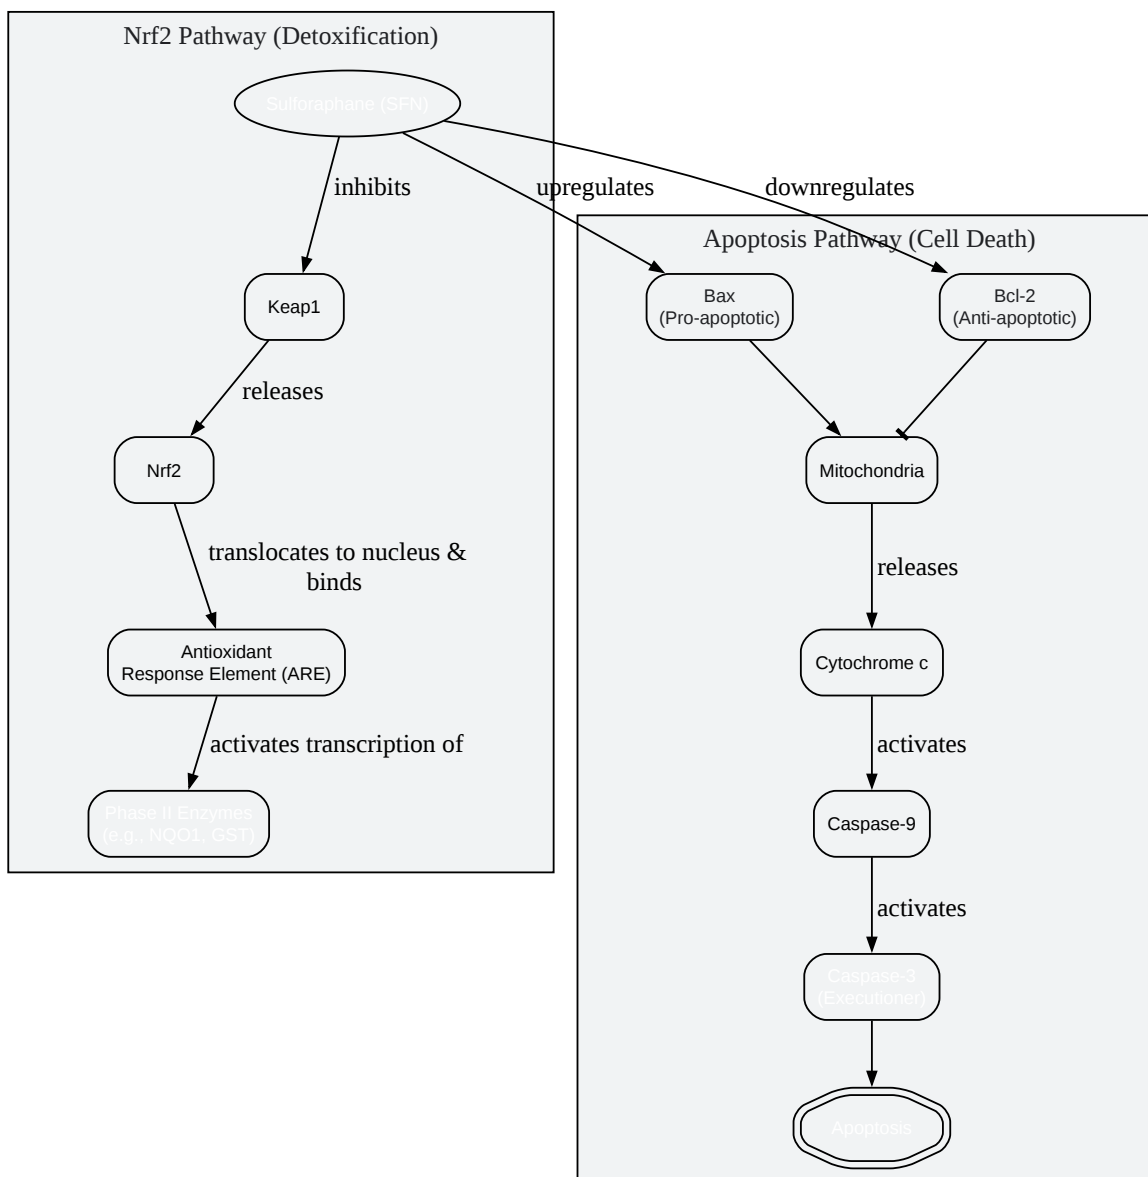 Nrf2 Pathway (Detoxification)
Sulforaphane (SFN)
inhibits
upregulates
downregulates
Apoptosis Pathway (Cell Death)
Keap1
Bax
(Pro-apoptotic)
Bcl-2
(Anti-apoptotic)
releases
Nrf2
Mitochondria
translocates to nucleus &
binds
releases
Antioxidant
Response Element (ARE)
Cytochrome c
activates transcription of
activates
Phase II Enzymes
(e.g., NQO1, GST)
Caspase-9
activates
Caspase-3
(Executioner)
Apoptosis